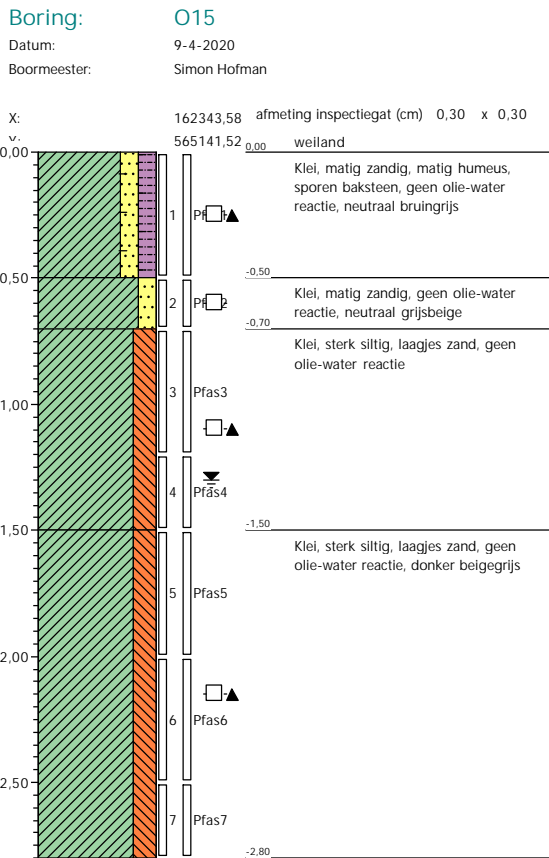 Boring: O15
Datum: 9-4-2020
Boormeester: Simon Hofman
X: 162343,58 afmeting inspectiegat (cm) 0,30 x 0,30
565141,52 0,00 weiland
0,00
Klei, matig zandig, matig humeus,
sporen baksteen, geen olie-water
reactie, neutraal bruingrijs
1
-0,50
0,50
Klei, matig zandig, geen olie-water
reactie, neutraal grijsbeige
2
-0,70
Klei, sterk siltig, laagjes zand, geen
olie-water reactie
3 Pfas3
1,00
4 Pfas4
-1,50
1,50
Klei, sterk siltig, laagjes zand, geen
olie-water reactie, donker beigegrijs
5 Pfas5
2,00
6 Pfas6
2,50
7 Pfas7
-2,80